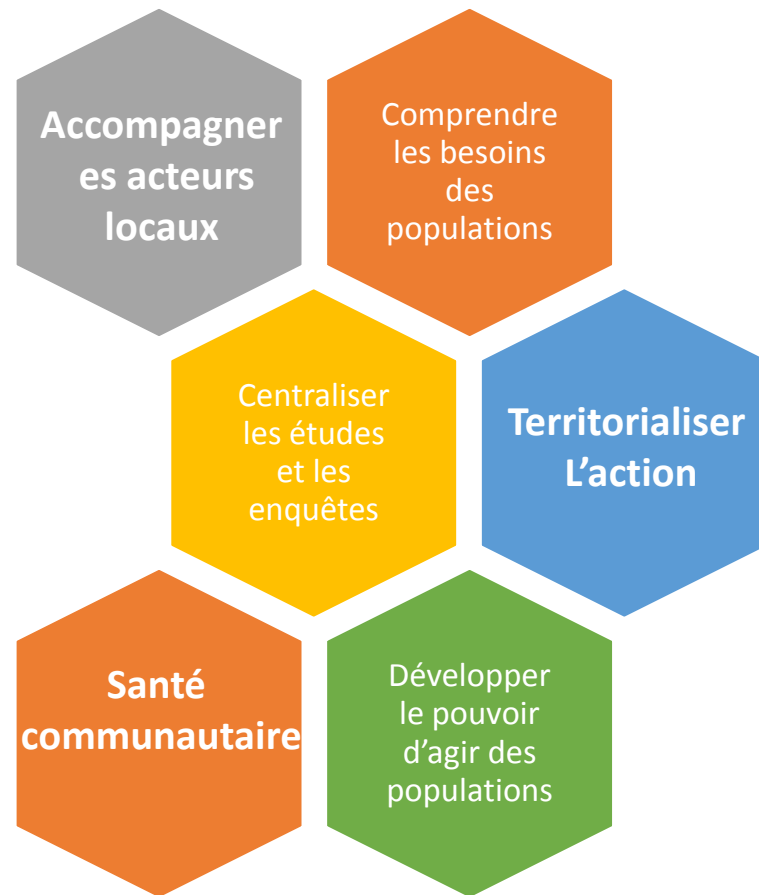 Accompagner
es acteurs
locaux
Comprendre
les besoins
des
populations
Centraliser
les études
et les
enquêtes
Territorialiser
L’action
Santé
communautaire
Développer
le pouvoir
d’agir des
populations